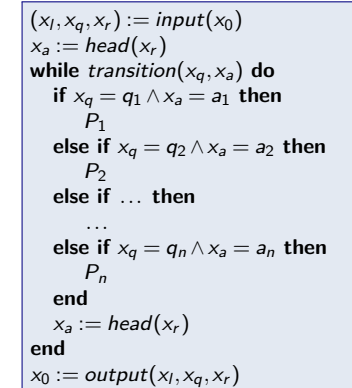 (x_l, x_q, x_r) := input(x_0)
x_a := head(x_r)
while transition(x_q, x_a) do
if x_q = q_1 ∧ x_a = a_1 then
P_1
else if x_q = q_2 ∧ x_a = a_2 then
P_2
else if … then
…
else if x_q = q_n ∧ x_a = a_n then
P_n
end
x_a := head(x_r)
end
x_0 := output(x_l, x_q, x_r)